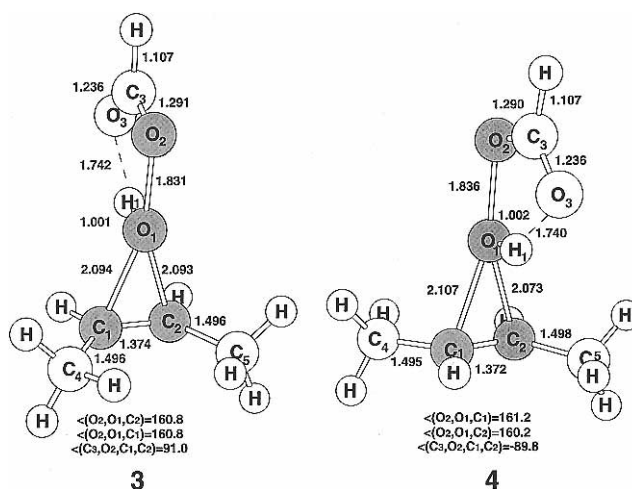 H
1.107
1.236
C3
1.291
O3
O2
1.742
1.831
H1
1.001
O1
2.094
2.093
H
H
C1
C2
1.374
1.496
H
H
1.496
C4
H
C5
H
H
H
<(O2,O1,C2)=160.8
<(O2,O1,C1)=160.8
<(C3,O2,C1,C2)=91.0
3
H
1.290
1.107
O2
C3
1.236
1.836
O3
1.002
1.740
O1
H1
2.107
2.073
H
H
H
C4
1.495
C1
C2
1.498
C5
H
1.372
H
H
H
H
<(O2,O1,C1)=161.2
<(O2,O1,C2)=160.2
<(C3,O2,C1,C2)=-89.8
4